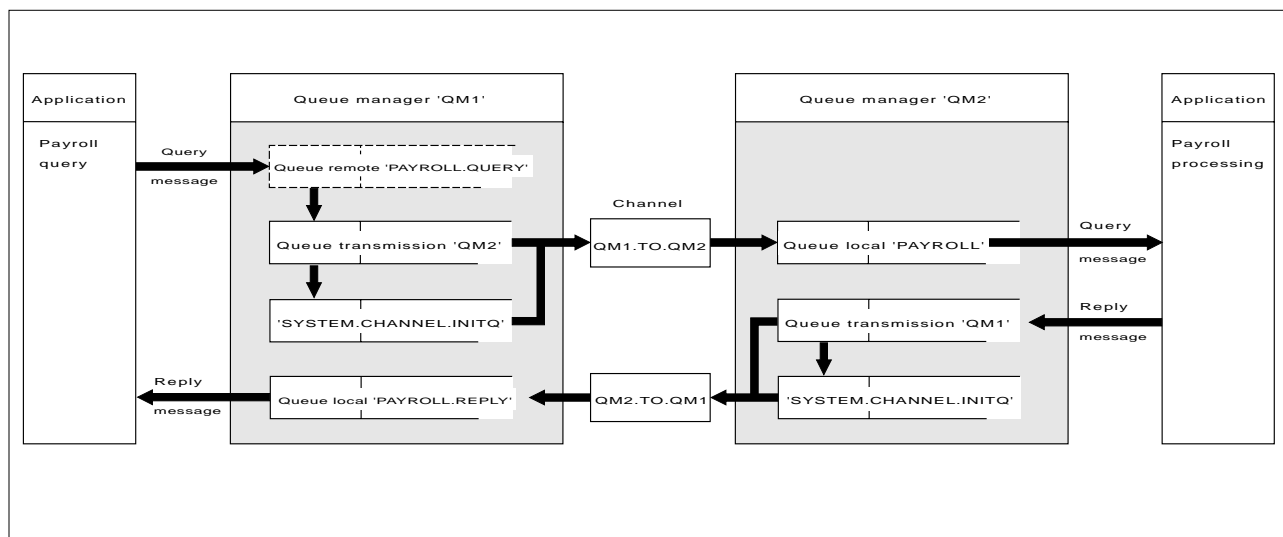 Application
Queue manager 'QM1'
Queue manager 'QM2'
Application
Payroll
query
Query
message
Queue remote 'PAYROLL.QUERY'
Payroll
processing
Channel
Queue transmission 'QM2'
QM1.TO.QM2
Queue local 'PAYROLL'
Query
message
'SYSTEM.CHANNEL.INITQ'
Queue transmission 'QM1'
Reply
message
Reply
message
Queue local 'PAYROLL.REPLY'
QM2.TO.QM1
'SYSTEM.CHANNEL.INITQ'